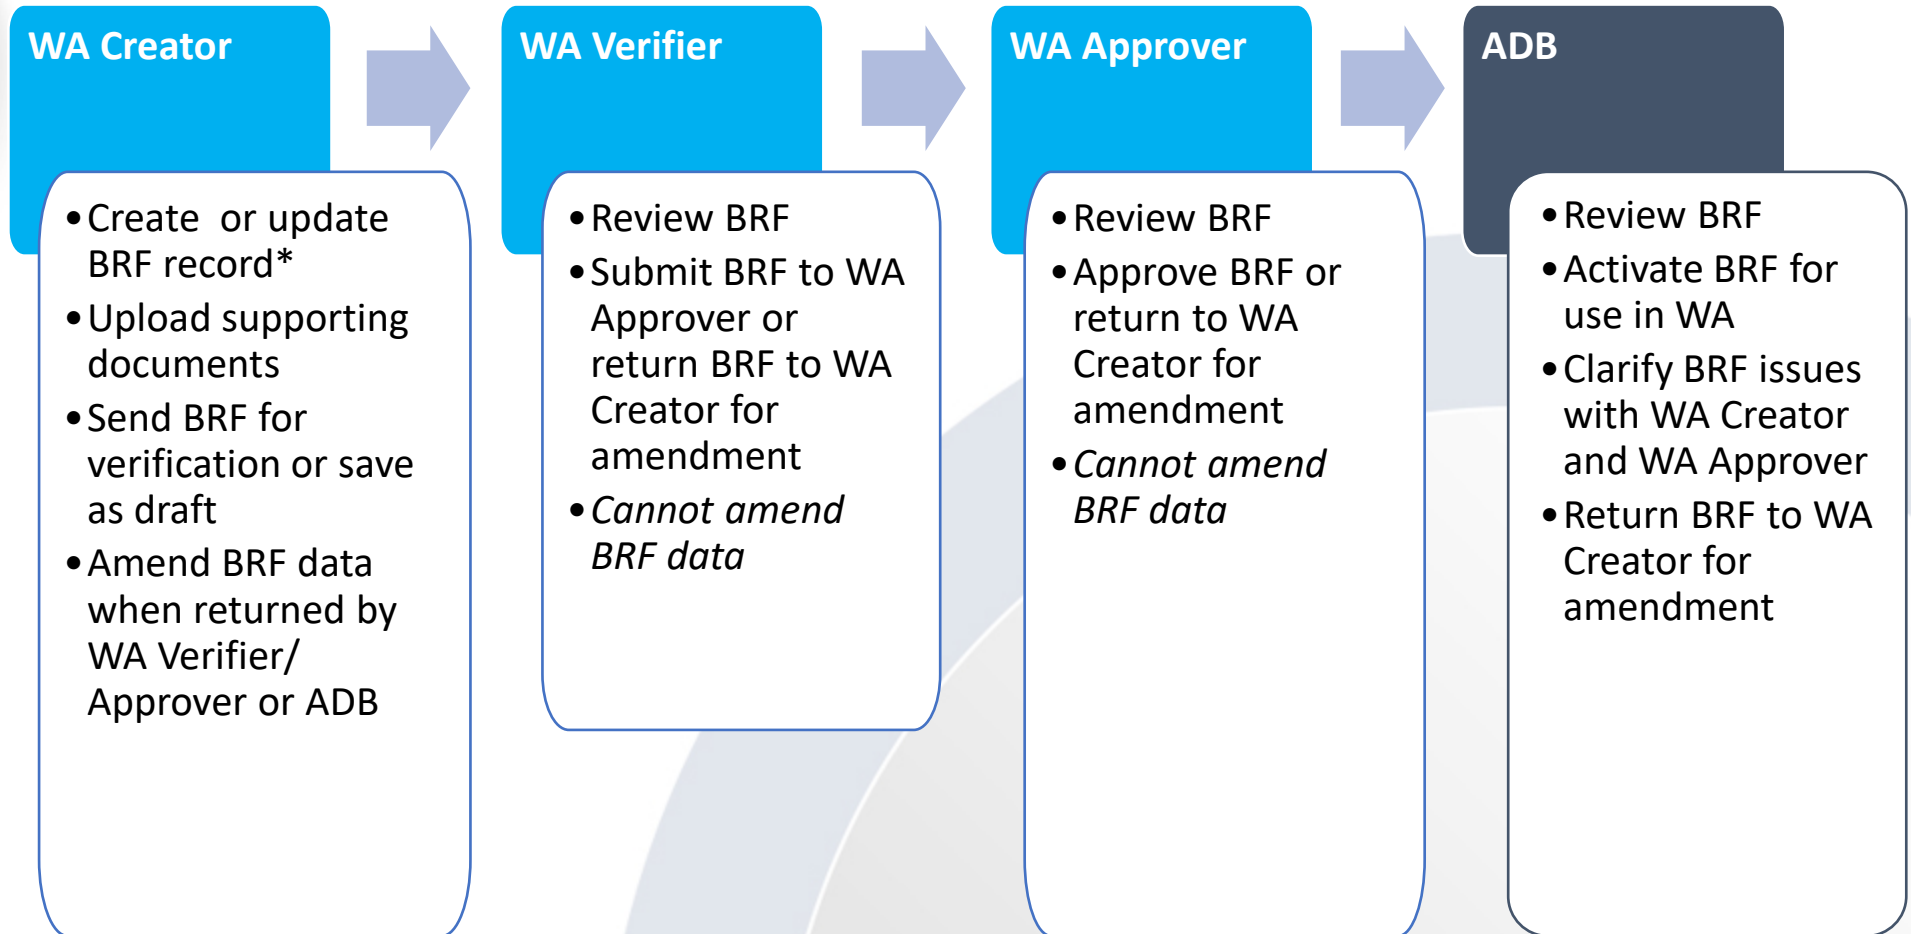 WA Creator
•Create  or update
BRF record*
•Upload supporting
documents
•Send BRF for
verification or save
as draft
•Amend BRF data
when returned by
WA Verifier/
Approver or ADB
WA Verifier
•Review BRF
•Submit BRF to WA
Approver or
return BRF to WA
Creator for
amendment
•Cannot amend
BRF data
WA Approver
•Review BRF
•Approve BRF or
return to WA
Creator for
amendment
•Cannot amend
BRF data
ADB
•Review BRF
•Activate BRF for
use in WA
•Clarify BRF issues
with WA Creator
and WA Approver
•Return BRF to WA
Creator for
amendment